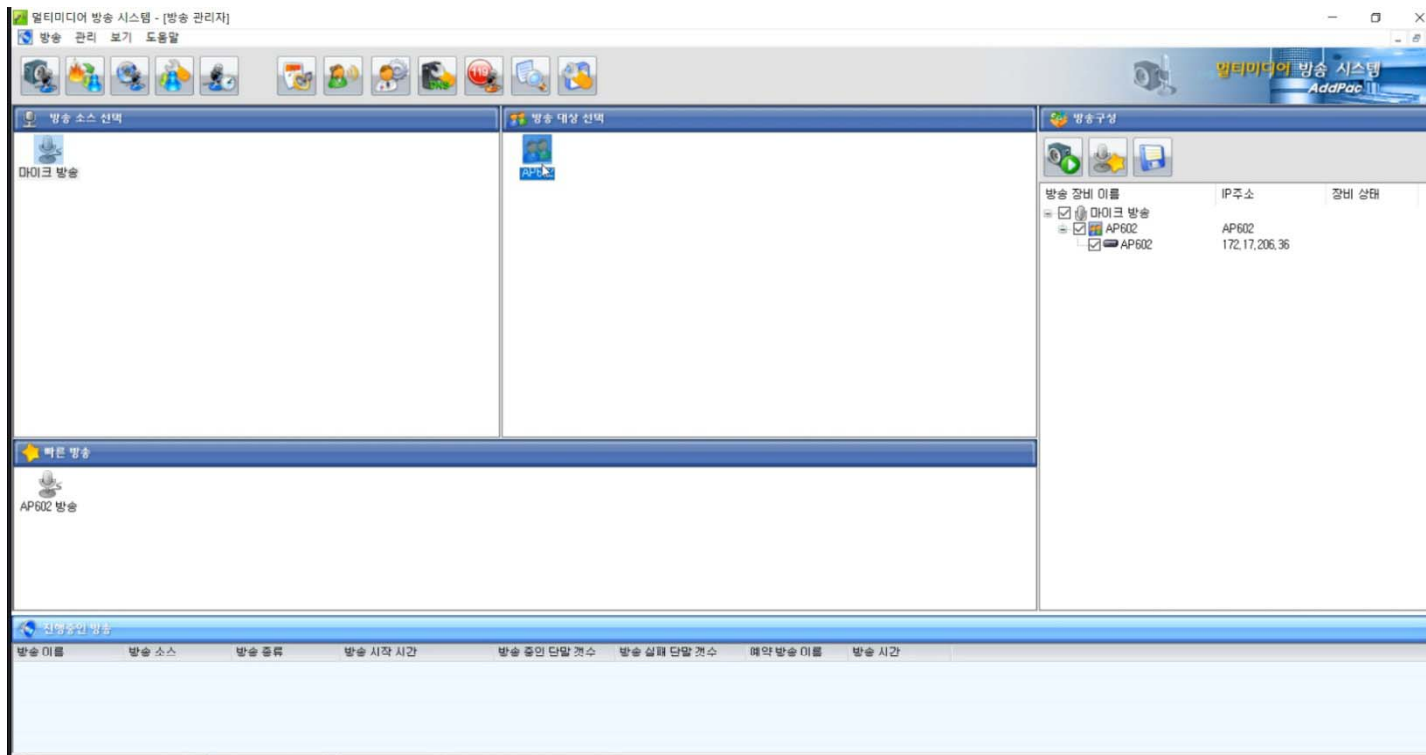 멀티미디어 방송 시스템 - [방송 관리자]
방송 관리 보기 도움말
119
멀티미디어 방송 시스템
AddPac
방송 소스 선택
방송 대상 선택
방송구성
마이크 방송
AP602
방송 장비 이름 IP주소 장비 상태
마이크 방송
AP602 AP602
AP602 172,17,206,36
빠른 방송
AP602 방송
진행중인 방송
방송 이름 방송 소스 방송 종류 방송 시작 시간 방송 중인 단말 갯수 방송 실패 단말 갯수 예약 방송 이름 방송 시간